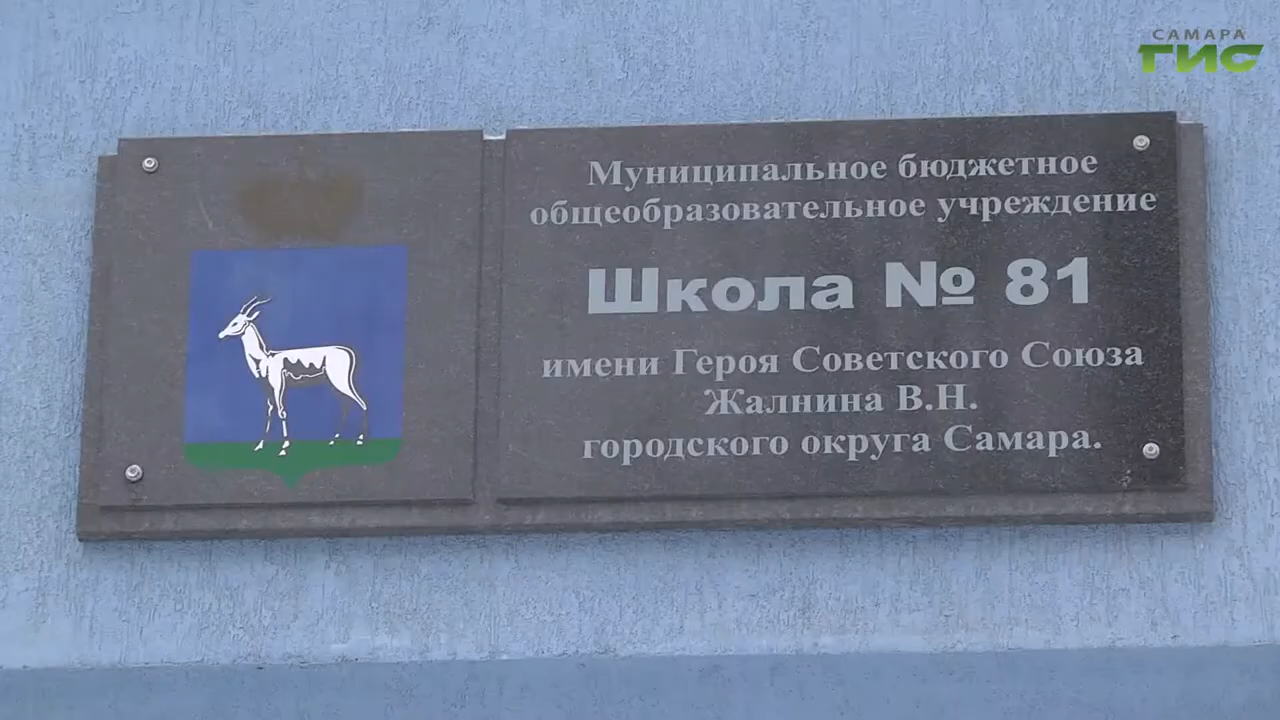 САМАРА
ГИС
Муниципальное бюджетное
общеобразовательное учреждение
Школа № 81
имени Героя Советского Союза
Жалнина В.Н.
городского округа Самара.